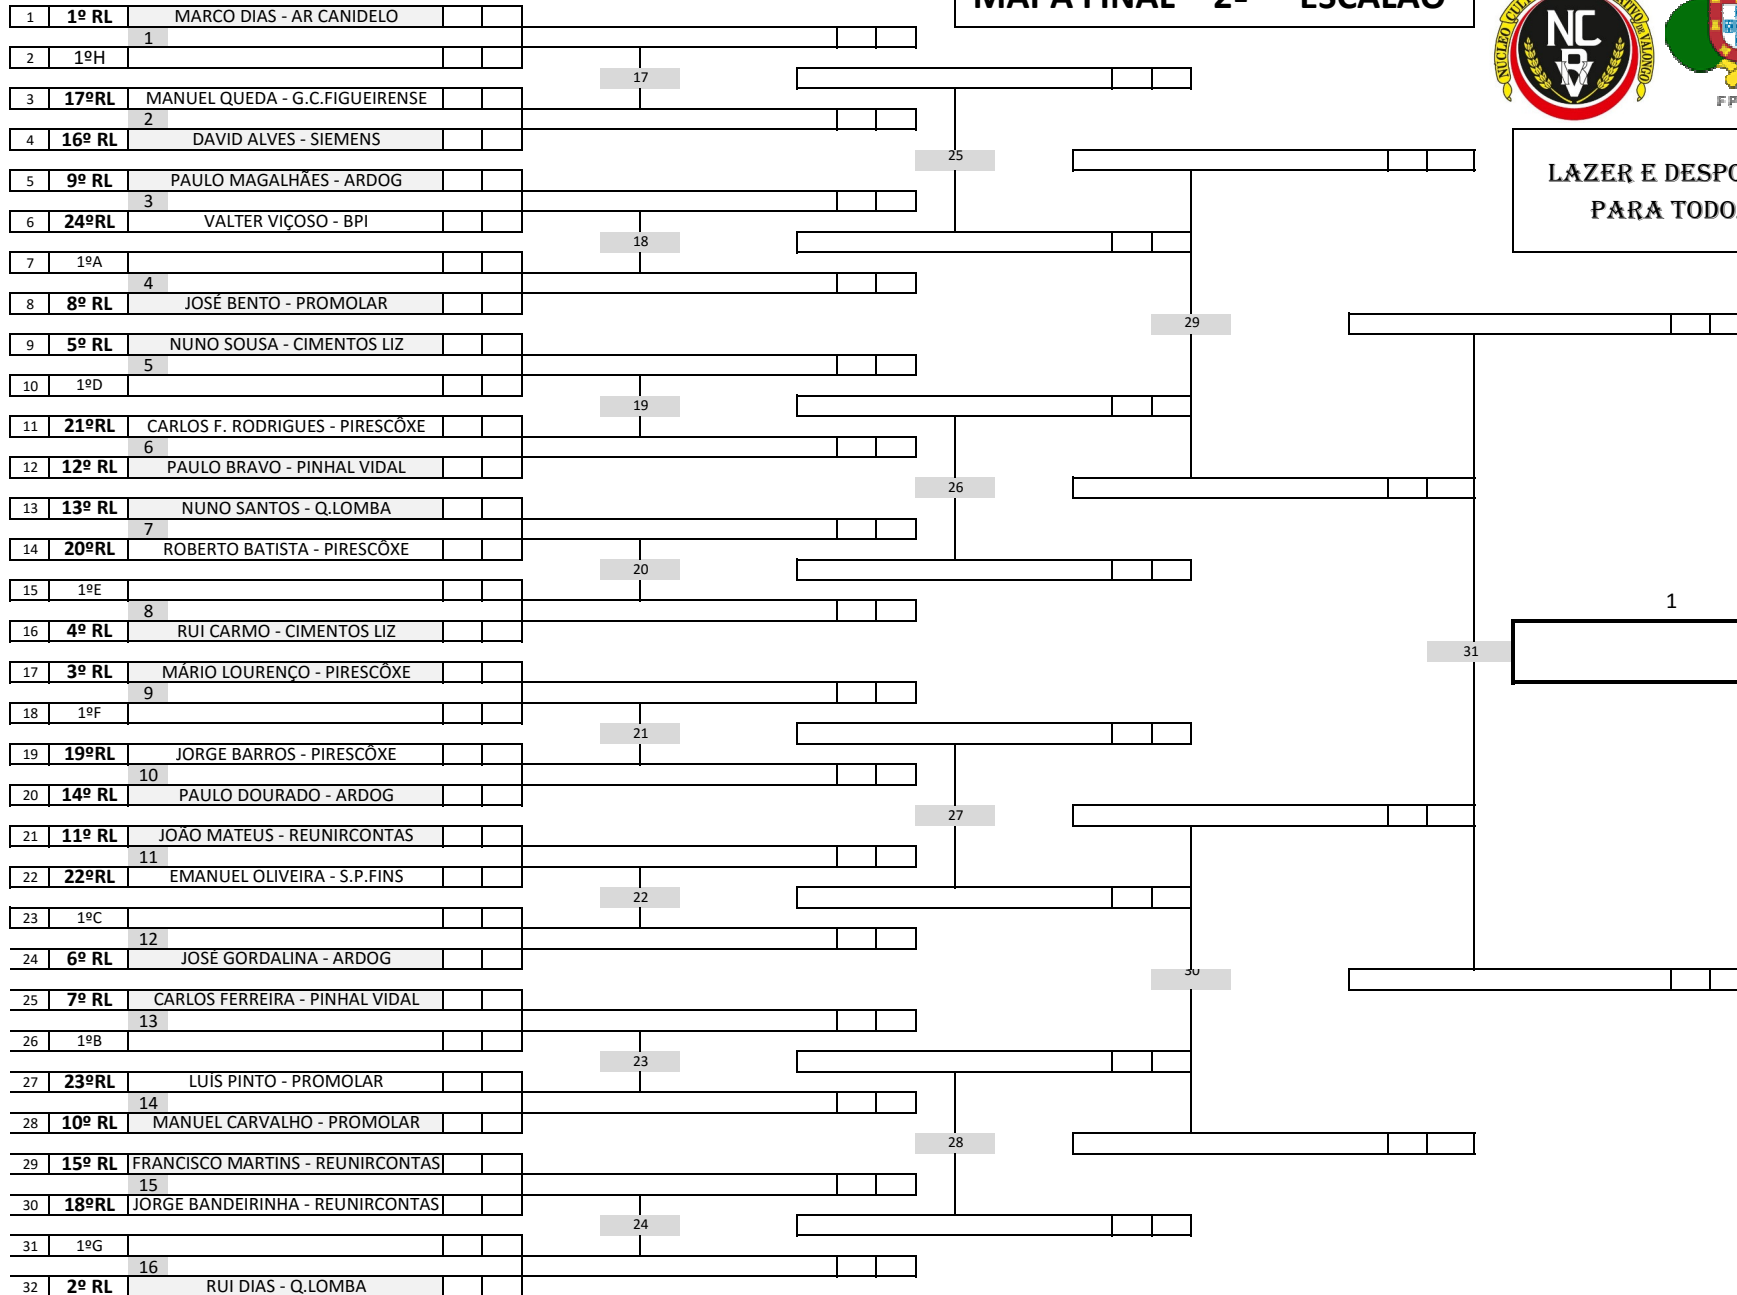 MAPA FINAL 2º ESCALÃO
1 1º RL MARCO DIAS - AR CANIDELO
1
2 1ºH
17
3 17ºRL MANUEL QUEDA - G.C.FIGUEIRENSE
2
4 16º RL DAVID ALVES - SIEMENS
25
5 9º RL PAULO MAGALHÃES - ARDOG
3
6 24ºRL VALTER VIÇOSO - BPI
18
7 1ºA
4
8 8º RL JOSÉ BENTO - PROMOLAR
29
9 5º RL NUNO SOUSA - CIMENTOS LIZ
5
10 1ºD
19
11 21ºRL CARLOS F. RODRIGUES - PIRESCÔXE
6
12 12º RL PAULO BRAVO - PINHAL VIDAL
26
13 13º RL NUNO SANTOS - Q.LOMBA
7
14 20ºRL ROBERTO BATISTA - PIRESCÔXE
20
15 1ºE
8
16 4º RL RUI CARMO - CIMENTOS LIZ
1
31
17 3º RL MÁRIO LOURENÇO - PIRESCÔXE
9
18 1ºF
21
19 19ºRL JORGE BARROS - PIRESCÔXE
10
20 14º RL PAULO DOURADO - ARDOG
27
21 11º RL JOÃO MATEUS - REUNIRCONTAS
11
22 22ºRL EMANUEL OLIVEIRA - S.P.FINS
22
23 1ºC
12
24 6º RL JOSÉ GORDALINA - ARDOG
30
25 7º RL CARLOS FERREIRA - PINHAL VIDAL
13
26 1ºB
23
27 23ºRL LUÍS PINTO - PROMOLAR
14
28 10º RL MANUEL CARVALHO - PROMOLAR
28
29 15º RL FRANCISCO MARTINS - REUNIRCONTAS
15
30 18ºRL JORGE BANDEIRINHA - REUNIRCONTAS
24
31 1ºG
16
32 2º RL RUI DIAS - Q.LOMBA
NÚCLEO
VALONGO
NC
FP
LAZER E DESPO
PARA TODO